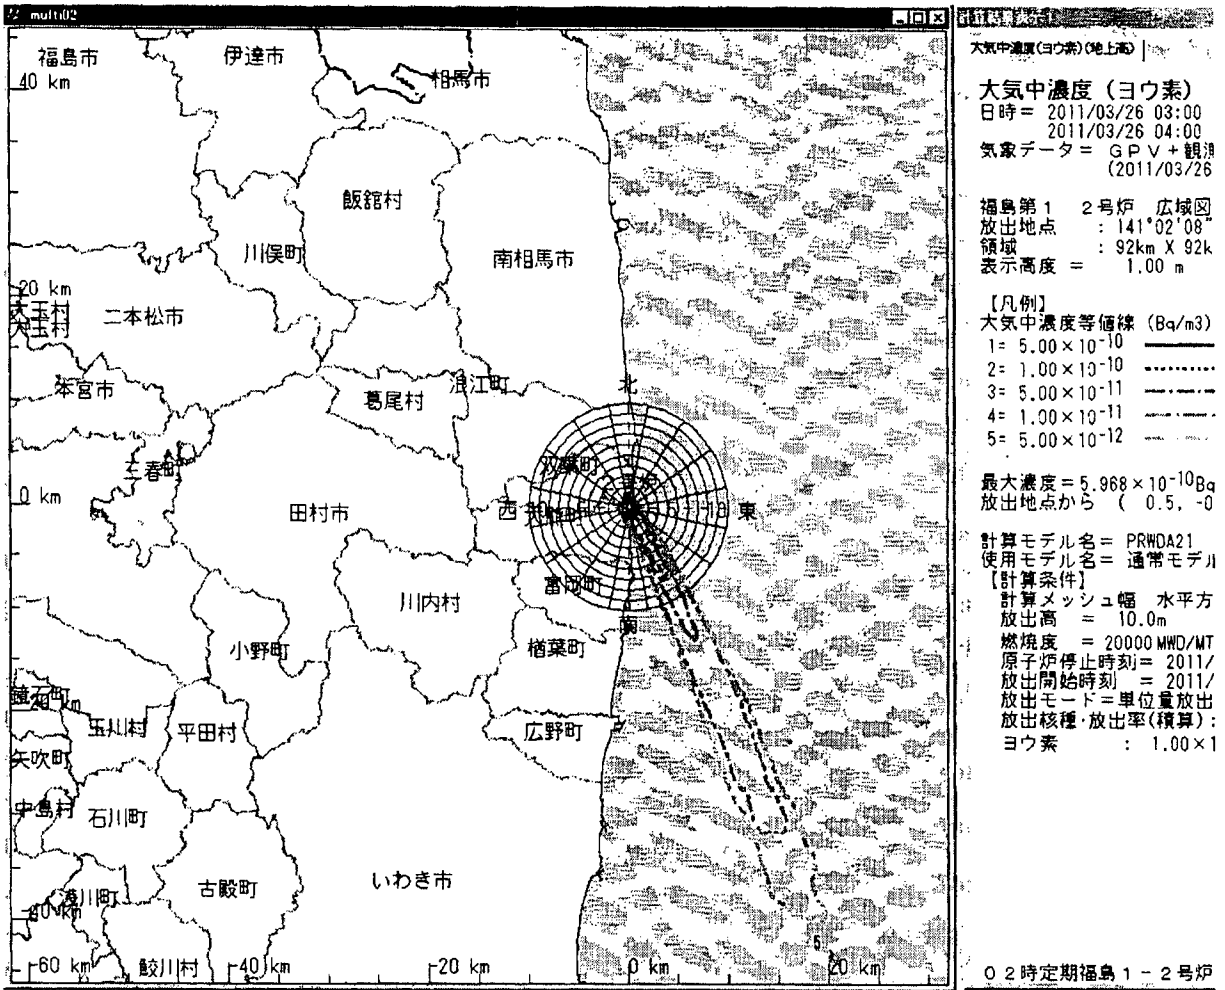 multi02
福島市
伊達市
相馬市
40 km
飯舘村
川俣町
南相馬市
20 km
大玉村
二本松市
本宮市
葛尾村
浪江町
北
三春町
双葉町
0 km
田村市
西
東
富岡町
川内村
南
小野町
楢葉町
鏡石町
玉川村
平田村
広野町
矢吹町
中島村
石川町
浅川町
古殿町
いわき市
-40 km
鮫川村
5
-60 km
-40 km
-20 km
0 km
20 km
大気中濃度(ヨウ素)(地上高)
大気中濃度(ヨウ素)
日時= 2011/03/26 03:00
2011/03/26 04:00
気象データ= GPV+観測
(2011/03/26
福島第1 2号炉 広域図
放出地点 : 141°02'08"
領域 : 92km X 92k
表示高度 = 1.00 m
【凡例】
大気中濃度等値線 (Bq/m3)
1= 5.00×10⁻¹⁰
2= 1.00×10⁻¹⁰
3= 5.00×10⁻¹¹
4= 1.00×10⁻¹¹
5= 5.00×10⁻¹²
最大濃度=5.968×10⁻¹⁰Bq
放出地点から ( 0.5, -0
計算モデル名= PRWDA21
使用モデル名= 通常モデル
【計算条件】
計算メッシュ幅 水平方
放出高 = 10.0m
燃焼度 = 20000MWD/MT
原子炉停止時刻= 2011/
放出開始時刻 = 2011/
放出モード=単位量放出
放出核種・放出率(積算):
ヨウ素 : 1.00×1
02時定期福島1-2号炉